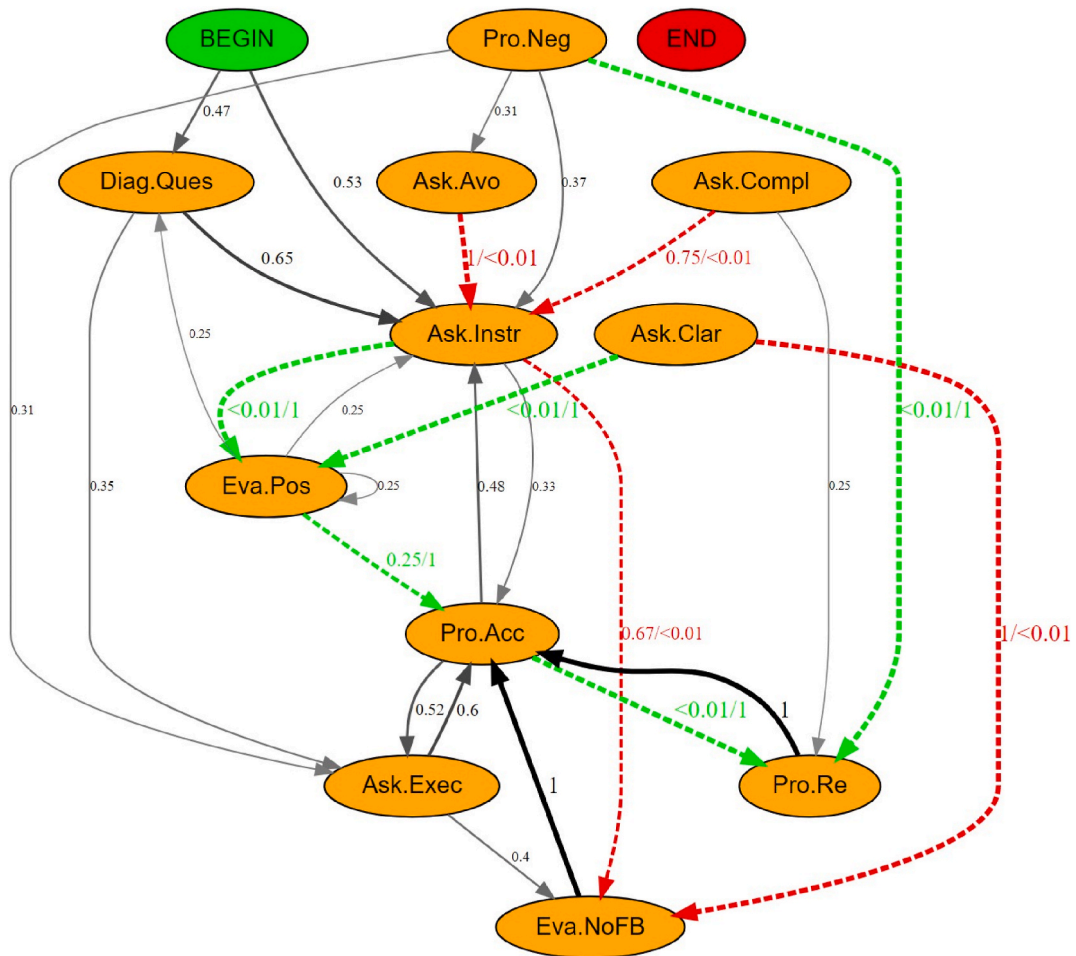 BEGIN
Pro.Neg
END
0.47
0.31
Diag.Ques
0.53
Ask.Avo
0.37
Ask.Compl
0.65
1/<0.01
0.75/<0.01
Ask.Instr
Ask.Clar
0.25
0.25
0.31
<0.01/1
<0.01/1
<0.01/1
Eva.Pos
0.25
0.35
0.48
0.33
0.25
0.25/1
Pro.Acc
0.67/<0.01
1/<0.01
0.52
0.6
<0.01/1
1
Ask.Exec
1
Pro.Re
0.4
Eva.NoFB